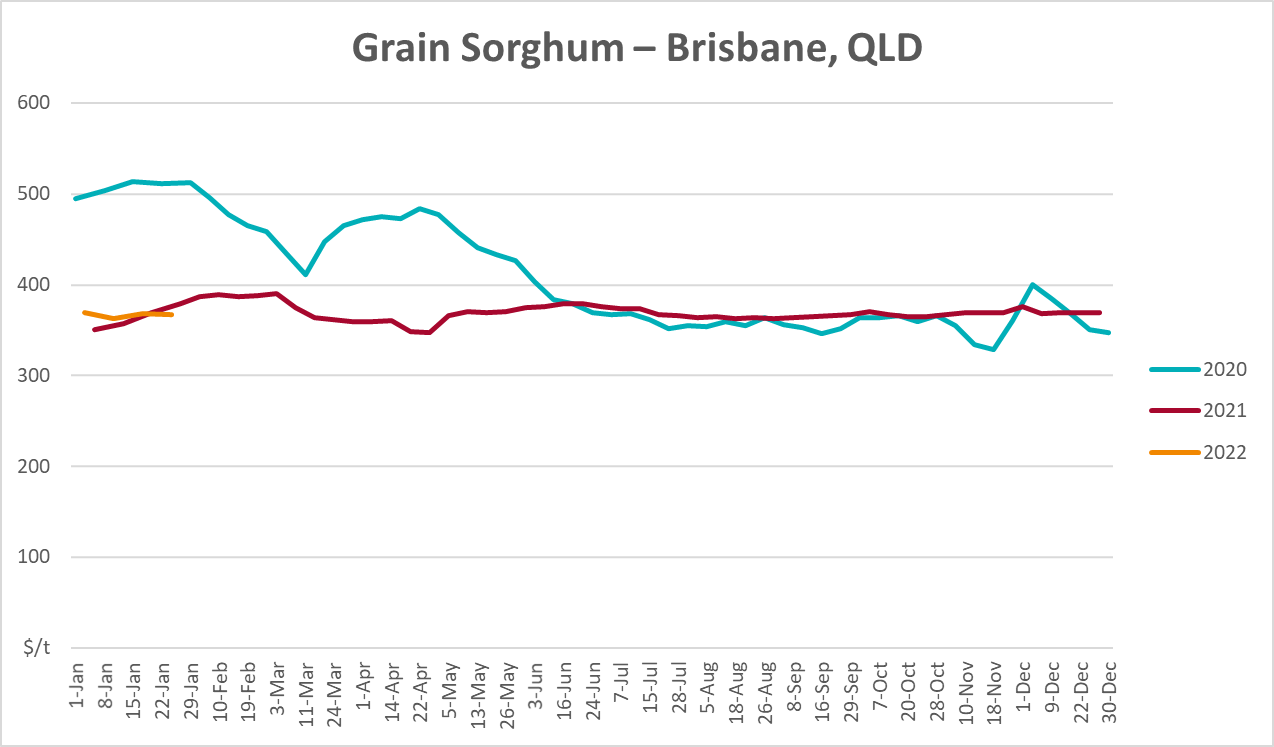 Grain Sorghum – Brisbane, QLD
600
500
400
300
200
100
$/t
1-Jan
8-Jan
15-Jan
22-Jan
29-Jan
10-Feb
19-Feb
3-Mar
11-Mar
24-Mar
1-Apr
14-Apr
22-Apr
5-May
13-May
26-May
3-Jun
16-Jun
24-Jun
7-Jul
15-Jul
28-Jul
5-Aug
18-Aug
26-Aug
8-Sep
16-Sep
29-Sep
7-Oct
20-Oct
28-Oct
10-Nov
18-Nov
1-Dec
9-Dec
22-Dec
30-Dec
2020
2021
2022